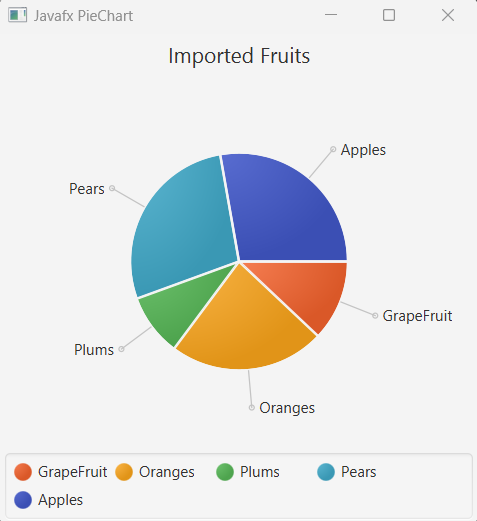 Javafx PieChart
Imported Fruits
Apples
Pears
GrapeFruit
Plums
Oranges
GrapeFruit Oranges Plums Pears
Apples